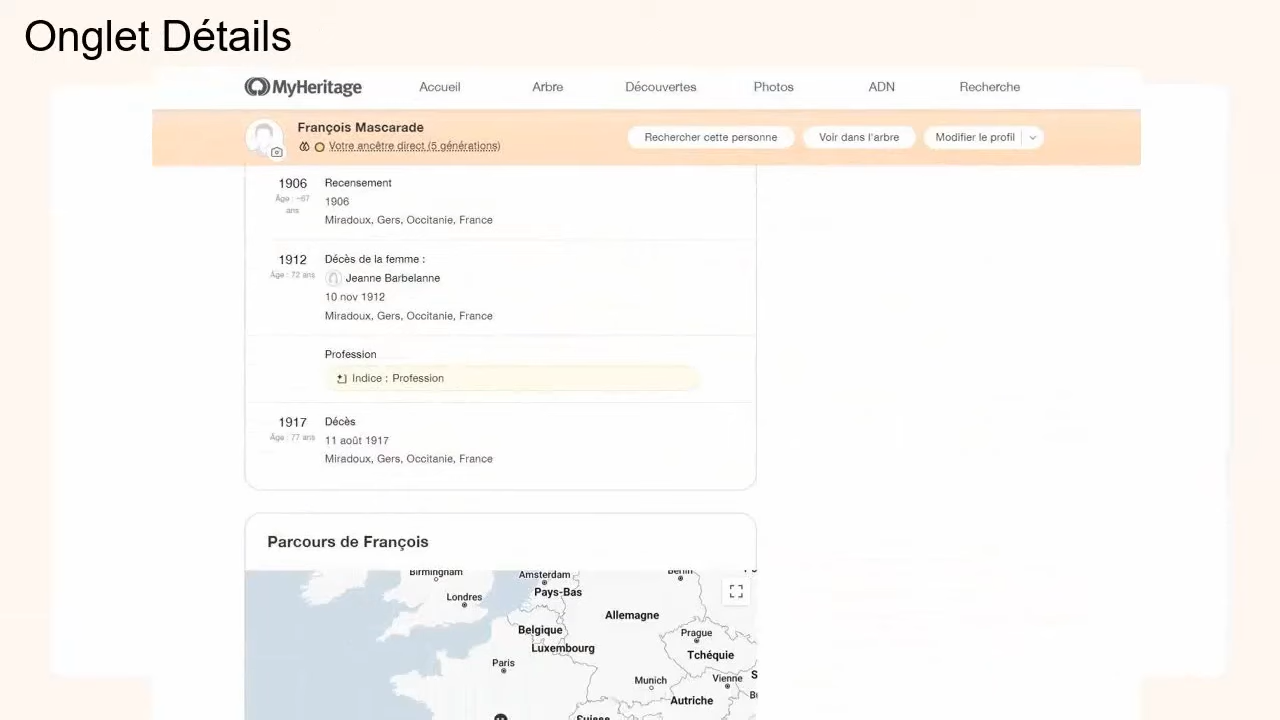 Onglet Détails
MyHeritage Accueil Arbre Découvertes Photos ADN Recherche
François Mascarade
Votre ancêtre direct (5 générations)
Rechercher cette personne Voir dans l'arbre Modifier le profil
1906 Recensement
Âge : ~67 ans
1906
Miradoux, Gers, Occitanie, France
1912 Décès de la femme :
Âge : 72 ans
Jeanne Barbelanne
10 nov 1912
Miradoux, Gers, Occitanie, France
Profession
Indice : Profession
1917 Décès
Âge : 77 ans
11 août 1917
Miradoux, Gers, Occitanie, France
Parcours de François
Birmingham
Amsterdam
Berlin
Londres
Pays-Bas
Allemagne
Belgique
Prague
Luxembourg
Tchéquie
Paris
Munich
Vienne
Autriche
Suisse